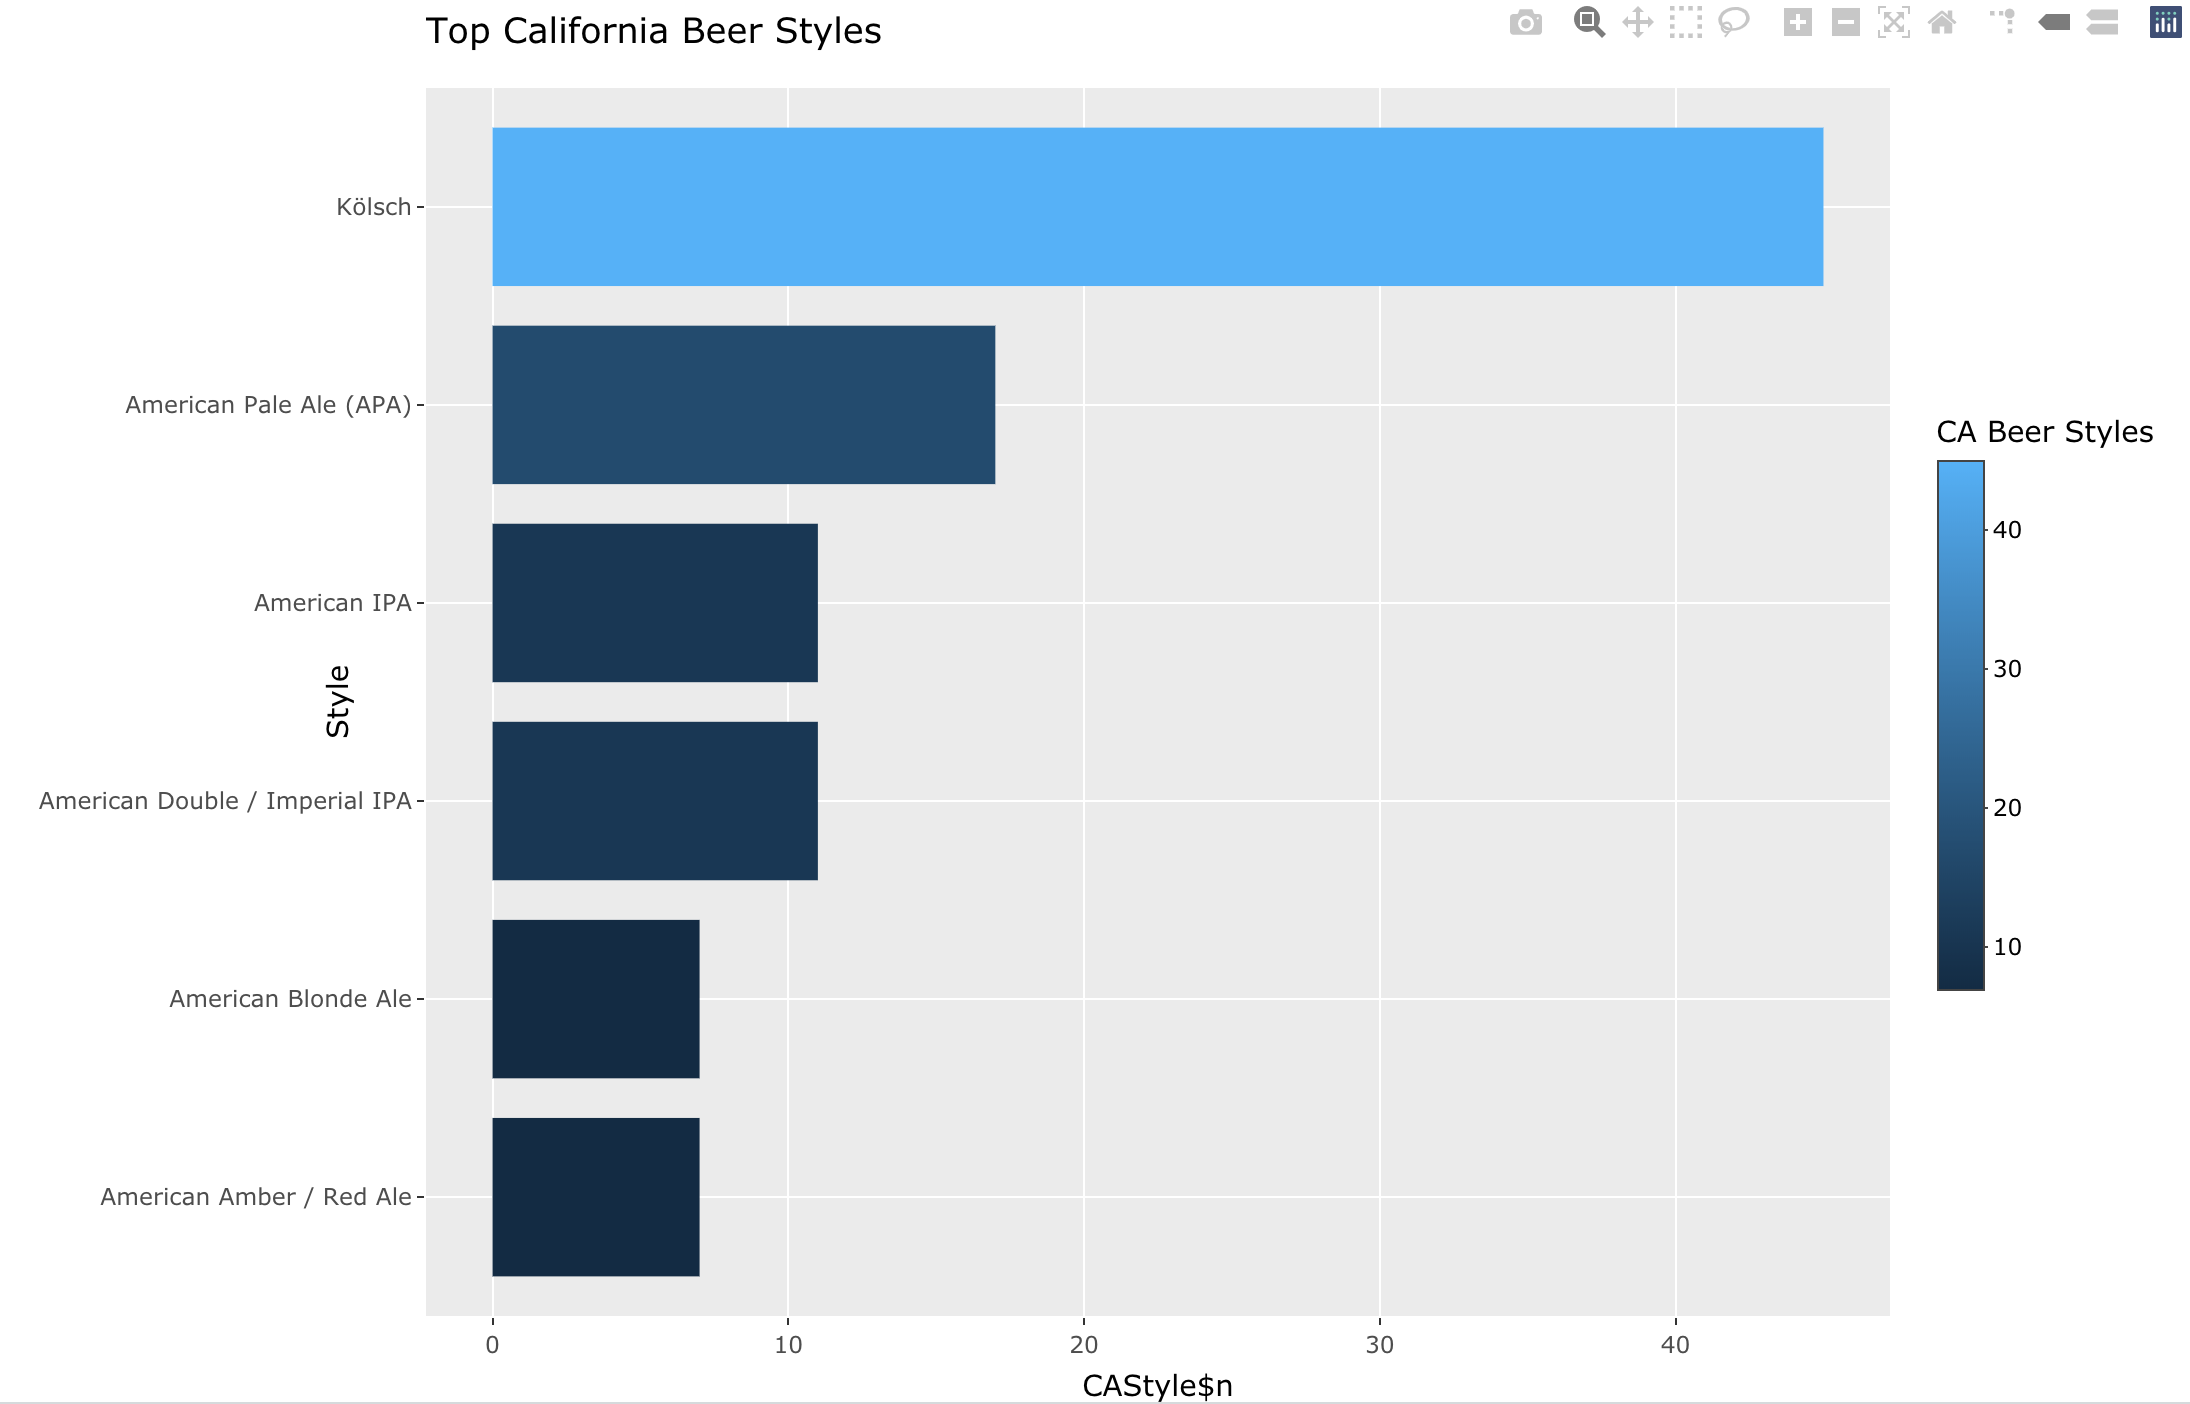 Top California Beer Styles
Kölsch
American Pale Ale (APA)
American IPA
American Double / Imperial IPA
American Blonde Ale
American Amber / Red Ale
Style
0 10 20 30 40
CAStyle$n
CA Beer Styles
40
30
20
10